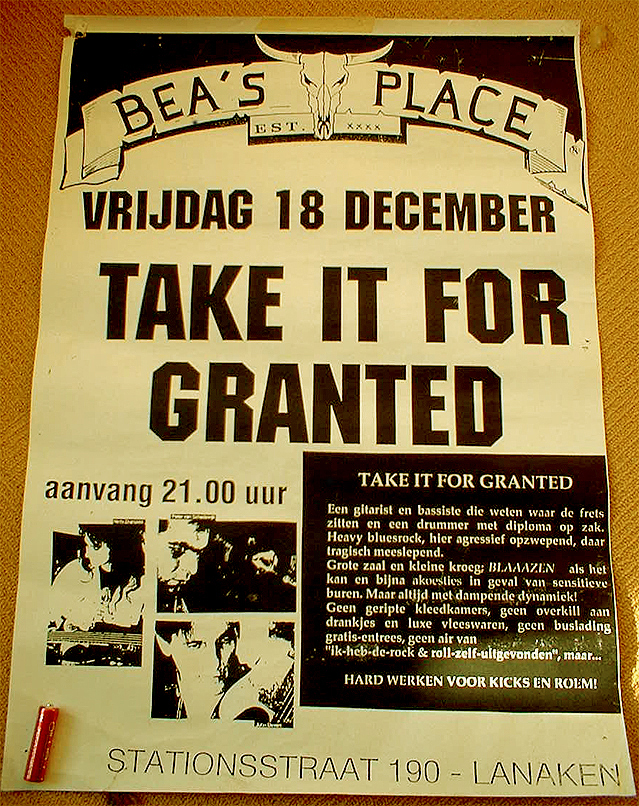 BEA'S PLACE
EST. xxxx
VRIJDAG 18 DECEMBER
TAKE IT FOR
GRANTED
aanvang 21.00 uur
TAKE IT FOR GRANTED
Een gitarist en bassiste die weten waar de frets
zitten en een drummer met diploma op zak.
Heavy bluesrock, hier agressief opzwepend, daar
tragisch meeslepend.
Grote zaal en kleine kroeg; BLAAAZEN als het
kan en bijna akoesties in geval van sensitieve
buren. Maar altijd met dampende dynamiek!
Geen geripte kleedkamers, geen overkill aan
drankjes en luxe vleeswaren, geen buslading
gratis-entrees, geen air van
"ik-heb-de-rock & roll-zelf-uitgevonden", maar...
HARD WERKEN VOOR KICKS EN ROEM!
STATIONSSTRAAT 190 - LANAKEN